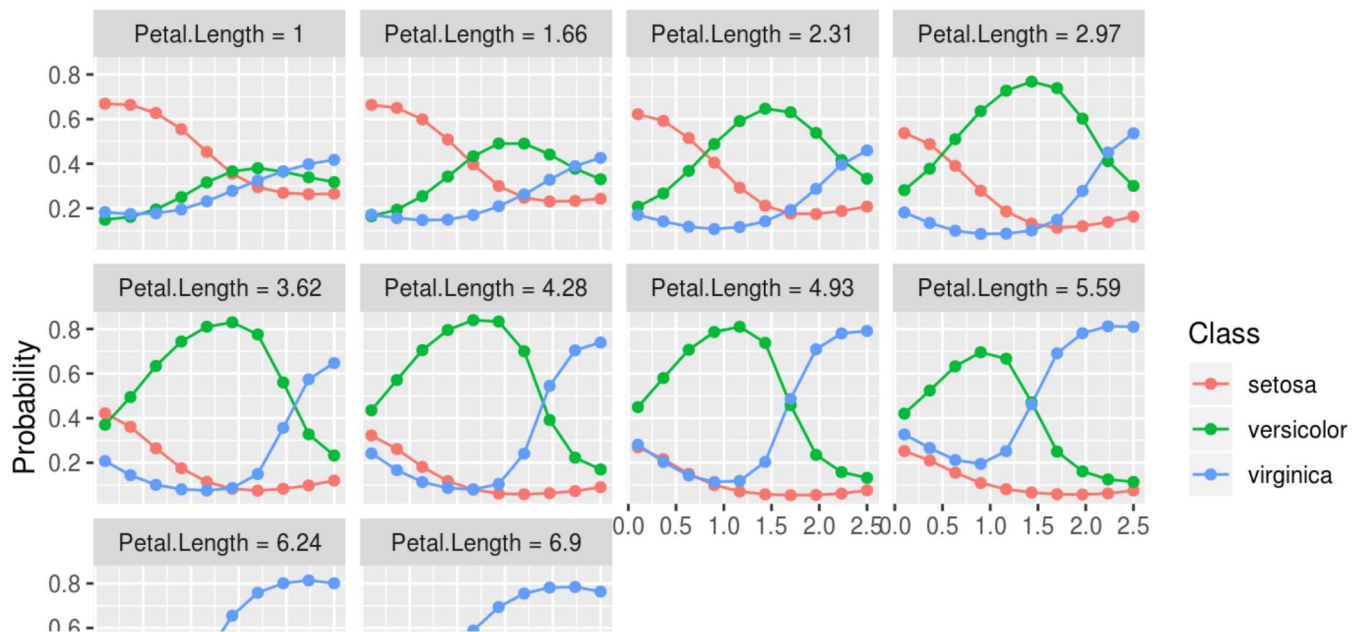 Petal.Length = 1 Petal.Length = 1.66 Petal.Length = 2.31 Petal.Length = 2.97
0.8
0.6
0.4
0.2
Petal.Length = 3.62 Petal.Length = 4.28 Petal.Length = 4.93 Petal.Length = 5.59
0.8
0.6
0.4
0.2
Probability
Class
setosa
versicolor
virginica
0.0 0.5 1.0 1.5 2.0 2.5 0.0 0.5 1.0 1.5 2.0 2.5
Petal.Length = 6.24 Petal.Length = 6.9
0.8
0.6